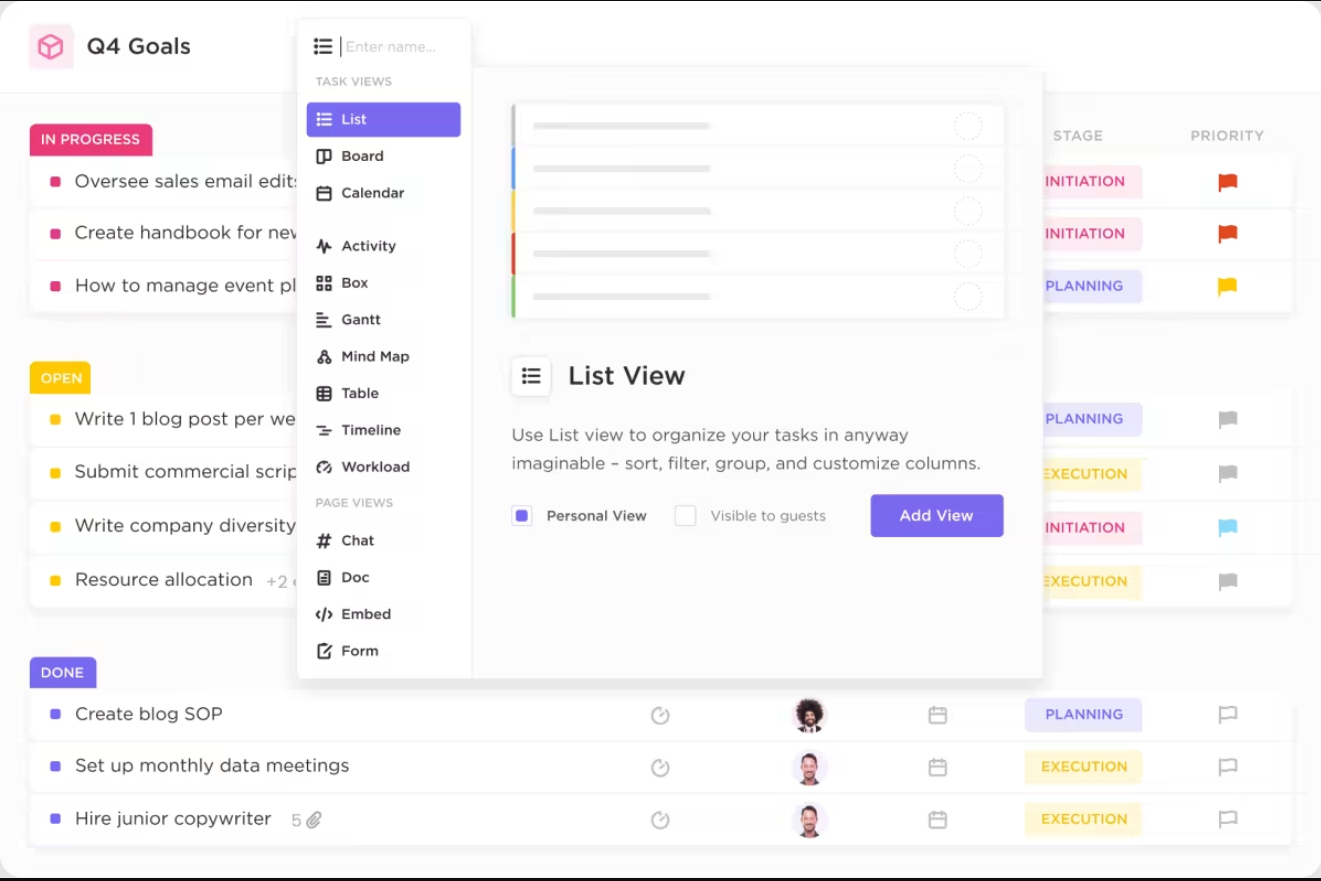 Q4 Goals
Enter name...
TASK VIEWS
List
Board
Calendar
Activity
Box
Gantt
Mind Map
Table
Timeline
Workload
PAGE VIEWS
Chat
Doc
Embed
Form
List View
Use List view to organize your tasks in anyway
imaginable – sort, filter, group, and customize columns.
Personal View
Visible to guests
Add View
STAGE PRIORITY
IN PROGRESS
Oversee sales email edits INITIATION
Create handbook for new INITIATION
How to manage event PLANNING
OPEN
Write 1 blog post per PLANNING
Submit commercial EXECUTION
Write company diversity INITIATION
Resource allocation +2 EXECUTION
DONE
Create blog SOP PLANNING
Set up monthly data meetings EXECUTION
Hire junior copywriter 5 EXECUTION